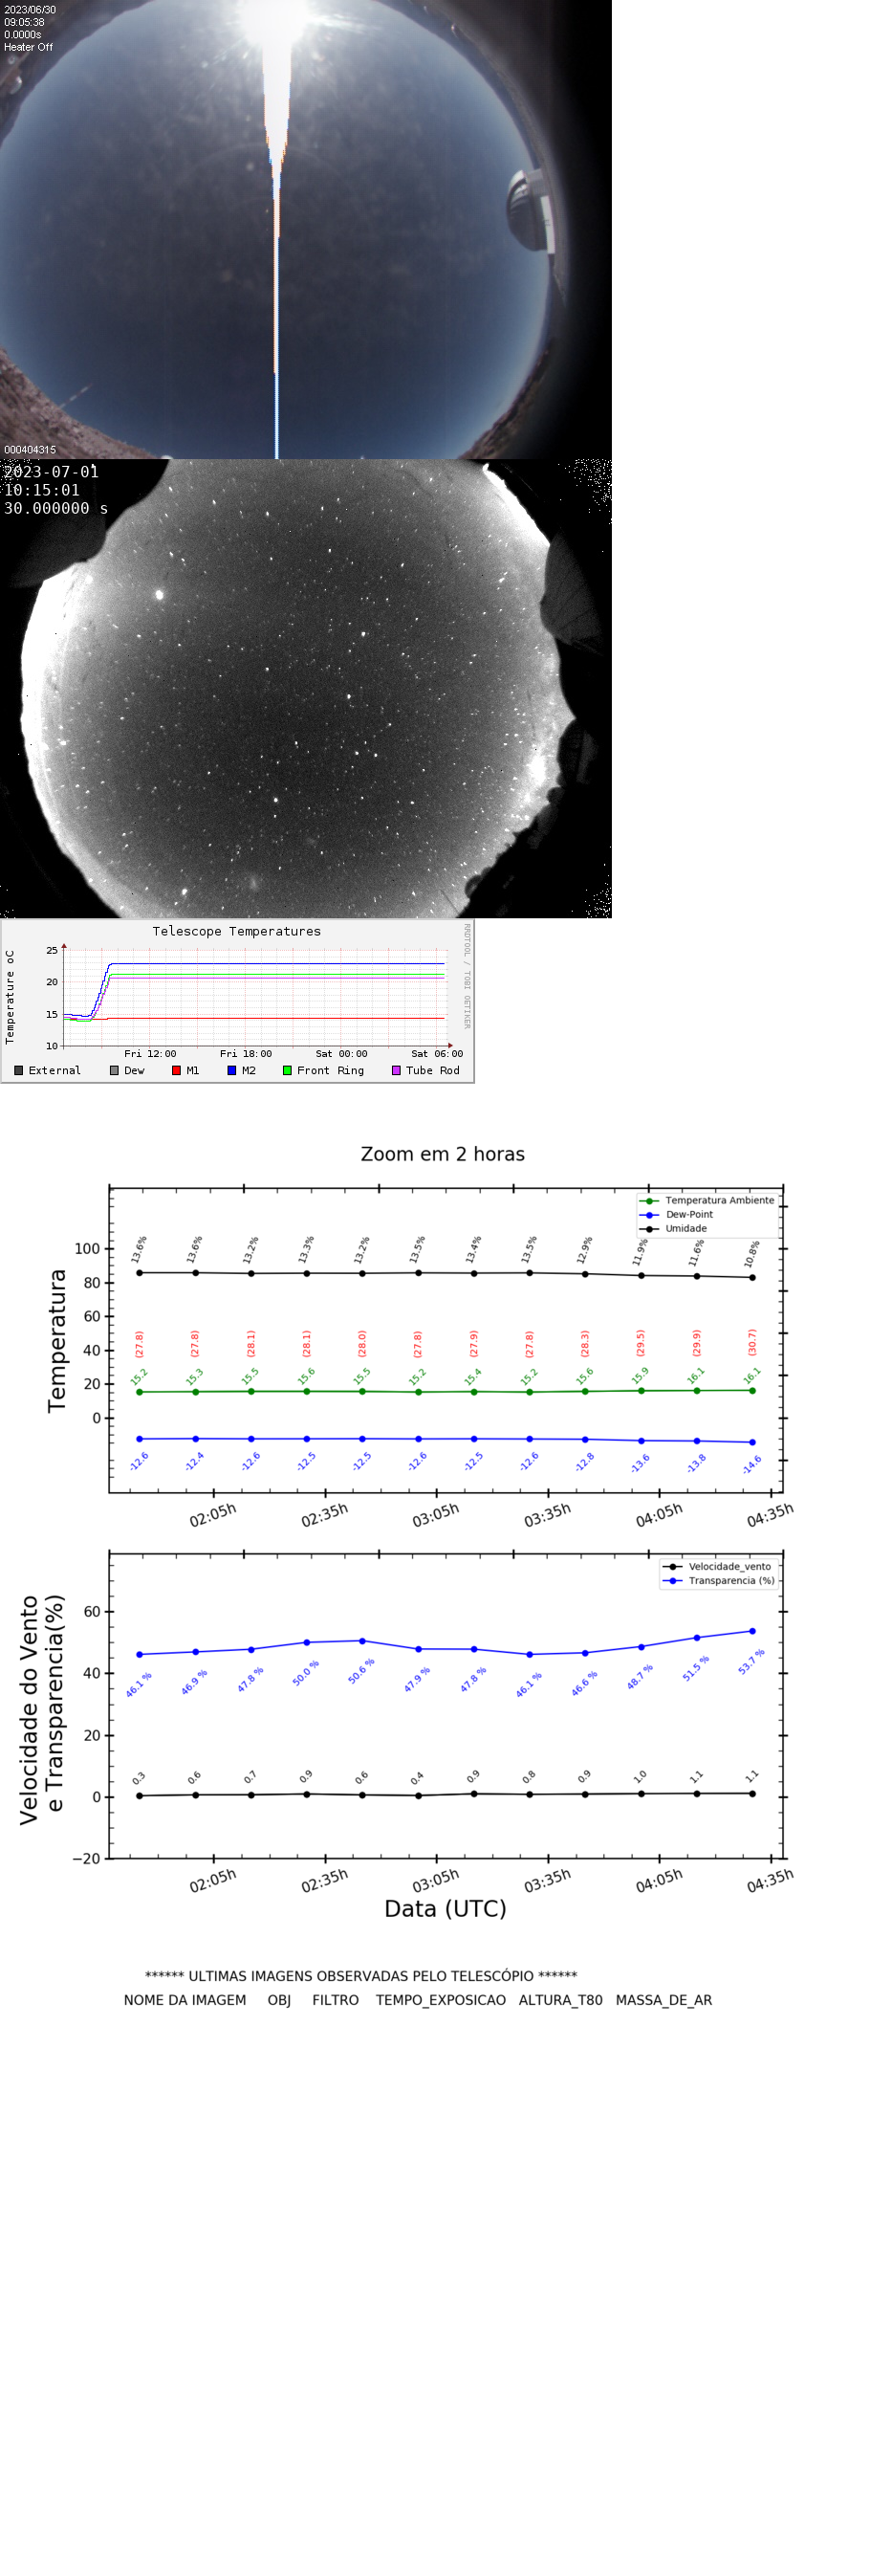 2023/06/30
09:05:38
0.0000s
Heater Off
000404315
2023-07-01
10:15:01
30.000000 s
Telescope Temperatures
RRDTOOL / TOBI OETIKER
Temperature oC
25
20
15
10
Fri 12:00 Fri 18:00 Sat 00:00 Sat 06:00
External Dew M1 M2 Front Ring Tube Rod
Zoom em 2 horas
Temperatura Ambiente
Dew-Point
Umidade
Temperatura
100
80
60
40
20
0
13.6% 13.6% 13.2% 13.3% 13.2% 13.5% 13.4% 13.5% 12.9% 11.9% 11.6% 10.8%
(27.8) (27.8) (28.1) (28.1) (28.0) (27.8) (27.9) (27.8) (28.3) (29.5) (29.9) (30.7)
15.2 15.3 15.5 15.6 15.5 15.2 15.4 15.2 15.6 15.9 16.1 16.1
-12.6 -12.4 -12.6 -12.5 -12.5 -12.6 -12.5 -12.6 -12.8 -13.6 -13.8 -14.6
02:05h 02:35h 03:05h 03:35h 04:05h 04:35h
Velocidade_vento
Transparencia (%)
Velocidade do Vento
e Transparencia(%)
60
40
20
0
−20
46.1 % 46.9 % 47.8 % 50.0 % 50.6 % 47.9 % 47.8 % 46.1 % 46.6 % 48.7 % 51.5 % 53.7 %
0.3 0.6 0.7 0.9 0.6 0.4 0.9 0.8 0.9 1.0 1.1 1.1
02:05h 02:35h 03:05h 03:35h 04:05h 04:35h
Data (UTC)
****** ULTIMAS IMAGENS OBSERVADAS PELO TELESCÓPIO ******
NOME DA IMAGEM OBJ FILTRO TEMPO_EXPOSICAO ALTURA_T80 MASSA_DE_AR